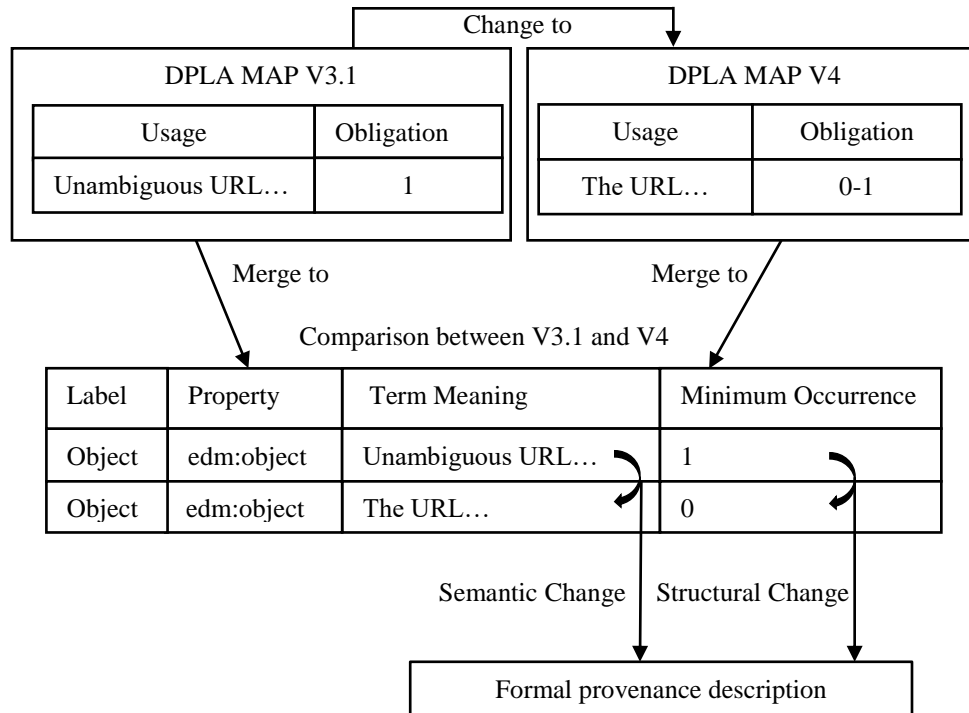 Change to
DPLA MAP V3.1
DPLA MAP V4
Usage Obligation
Unambiguous URL… 1
Usage Obligation
The URL… 0-1
Merge to
Merge to
Comparison between V3.1 and V4
Label Property Term Meaning Minimum Occurrence
Object edm:object Unambiguous URL… 1
Object edm:object The URL… 0
Semantic Change
Structural Change
Formal provenance description